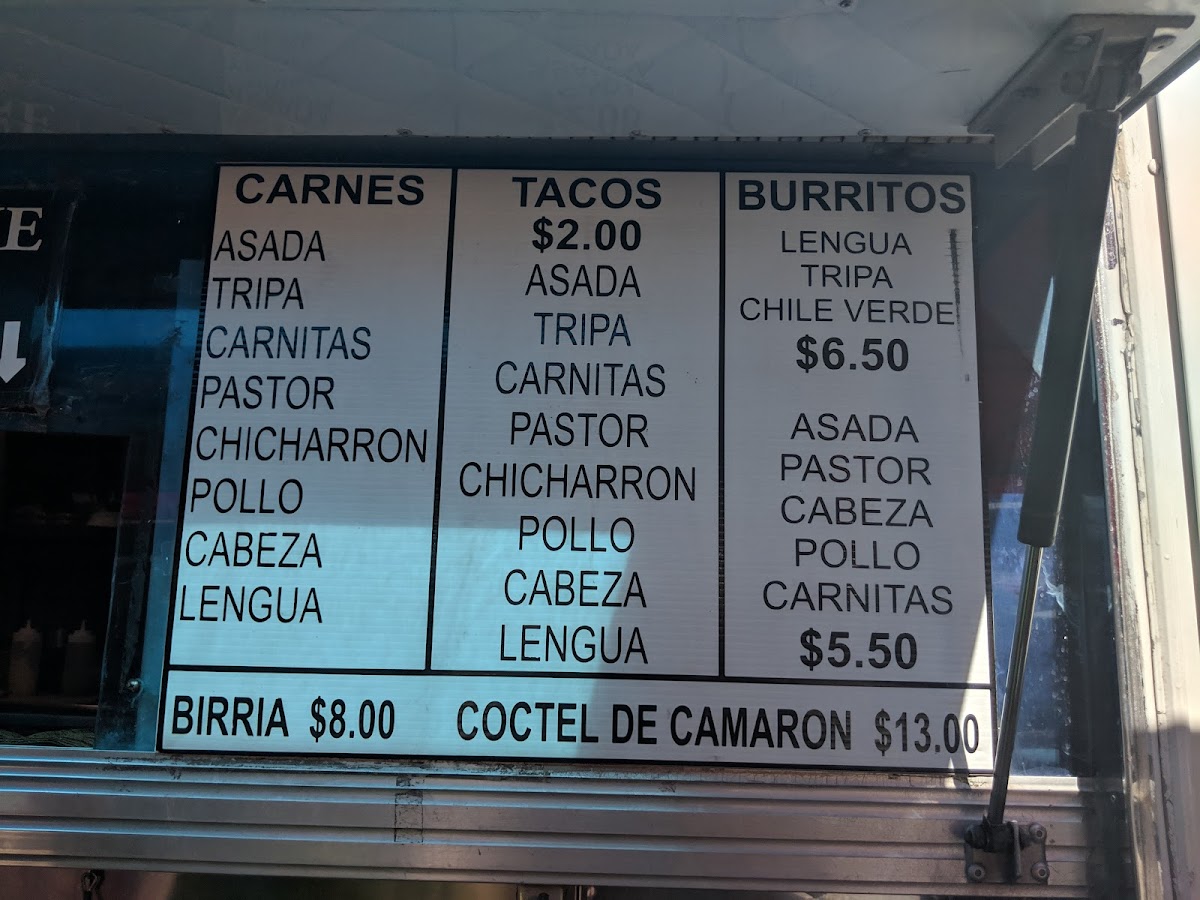 E
CARNES
ASADA
TRIPA
CARNITAS
PASTOR
CHICHARRON
POLLO
CABEZA
LENGUA
TACOS
$2.00
ASADA
TRIPA
CARNITAS
PASTOR
CHICHARRON
POLLO
CABEZA
LENGUA
BURRITOS
LENGUA
TRIPA
CHILE VERDE
$6.50
ASADA
PASTOR
CABEZA
POLLO
CARNITAS
$5.50
BIRRIA $8.00
COCTEL DE CAMARON $13.00